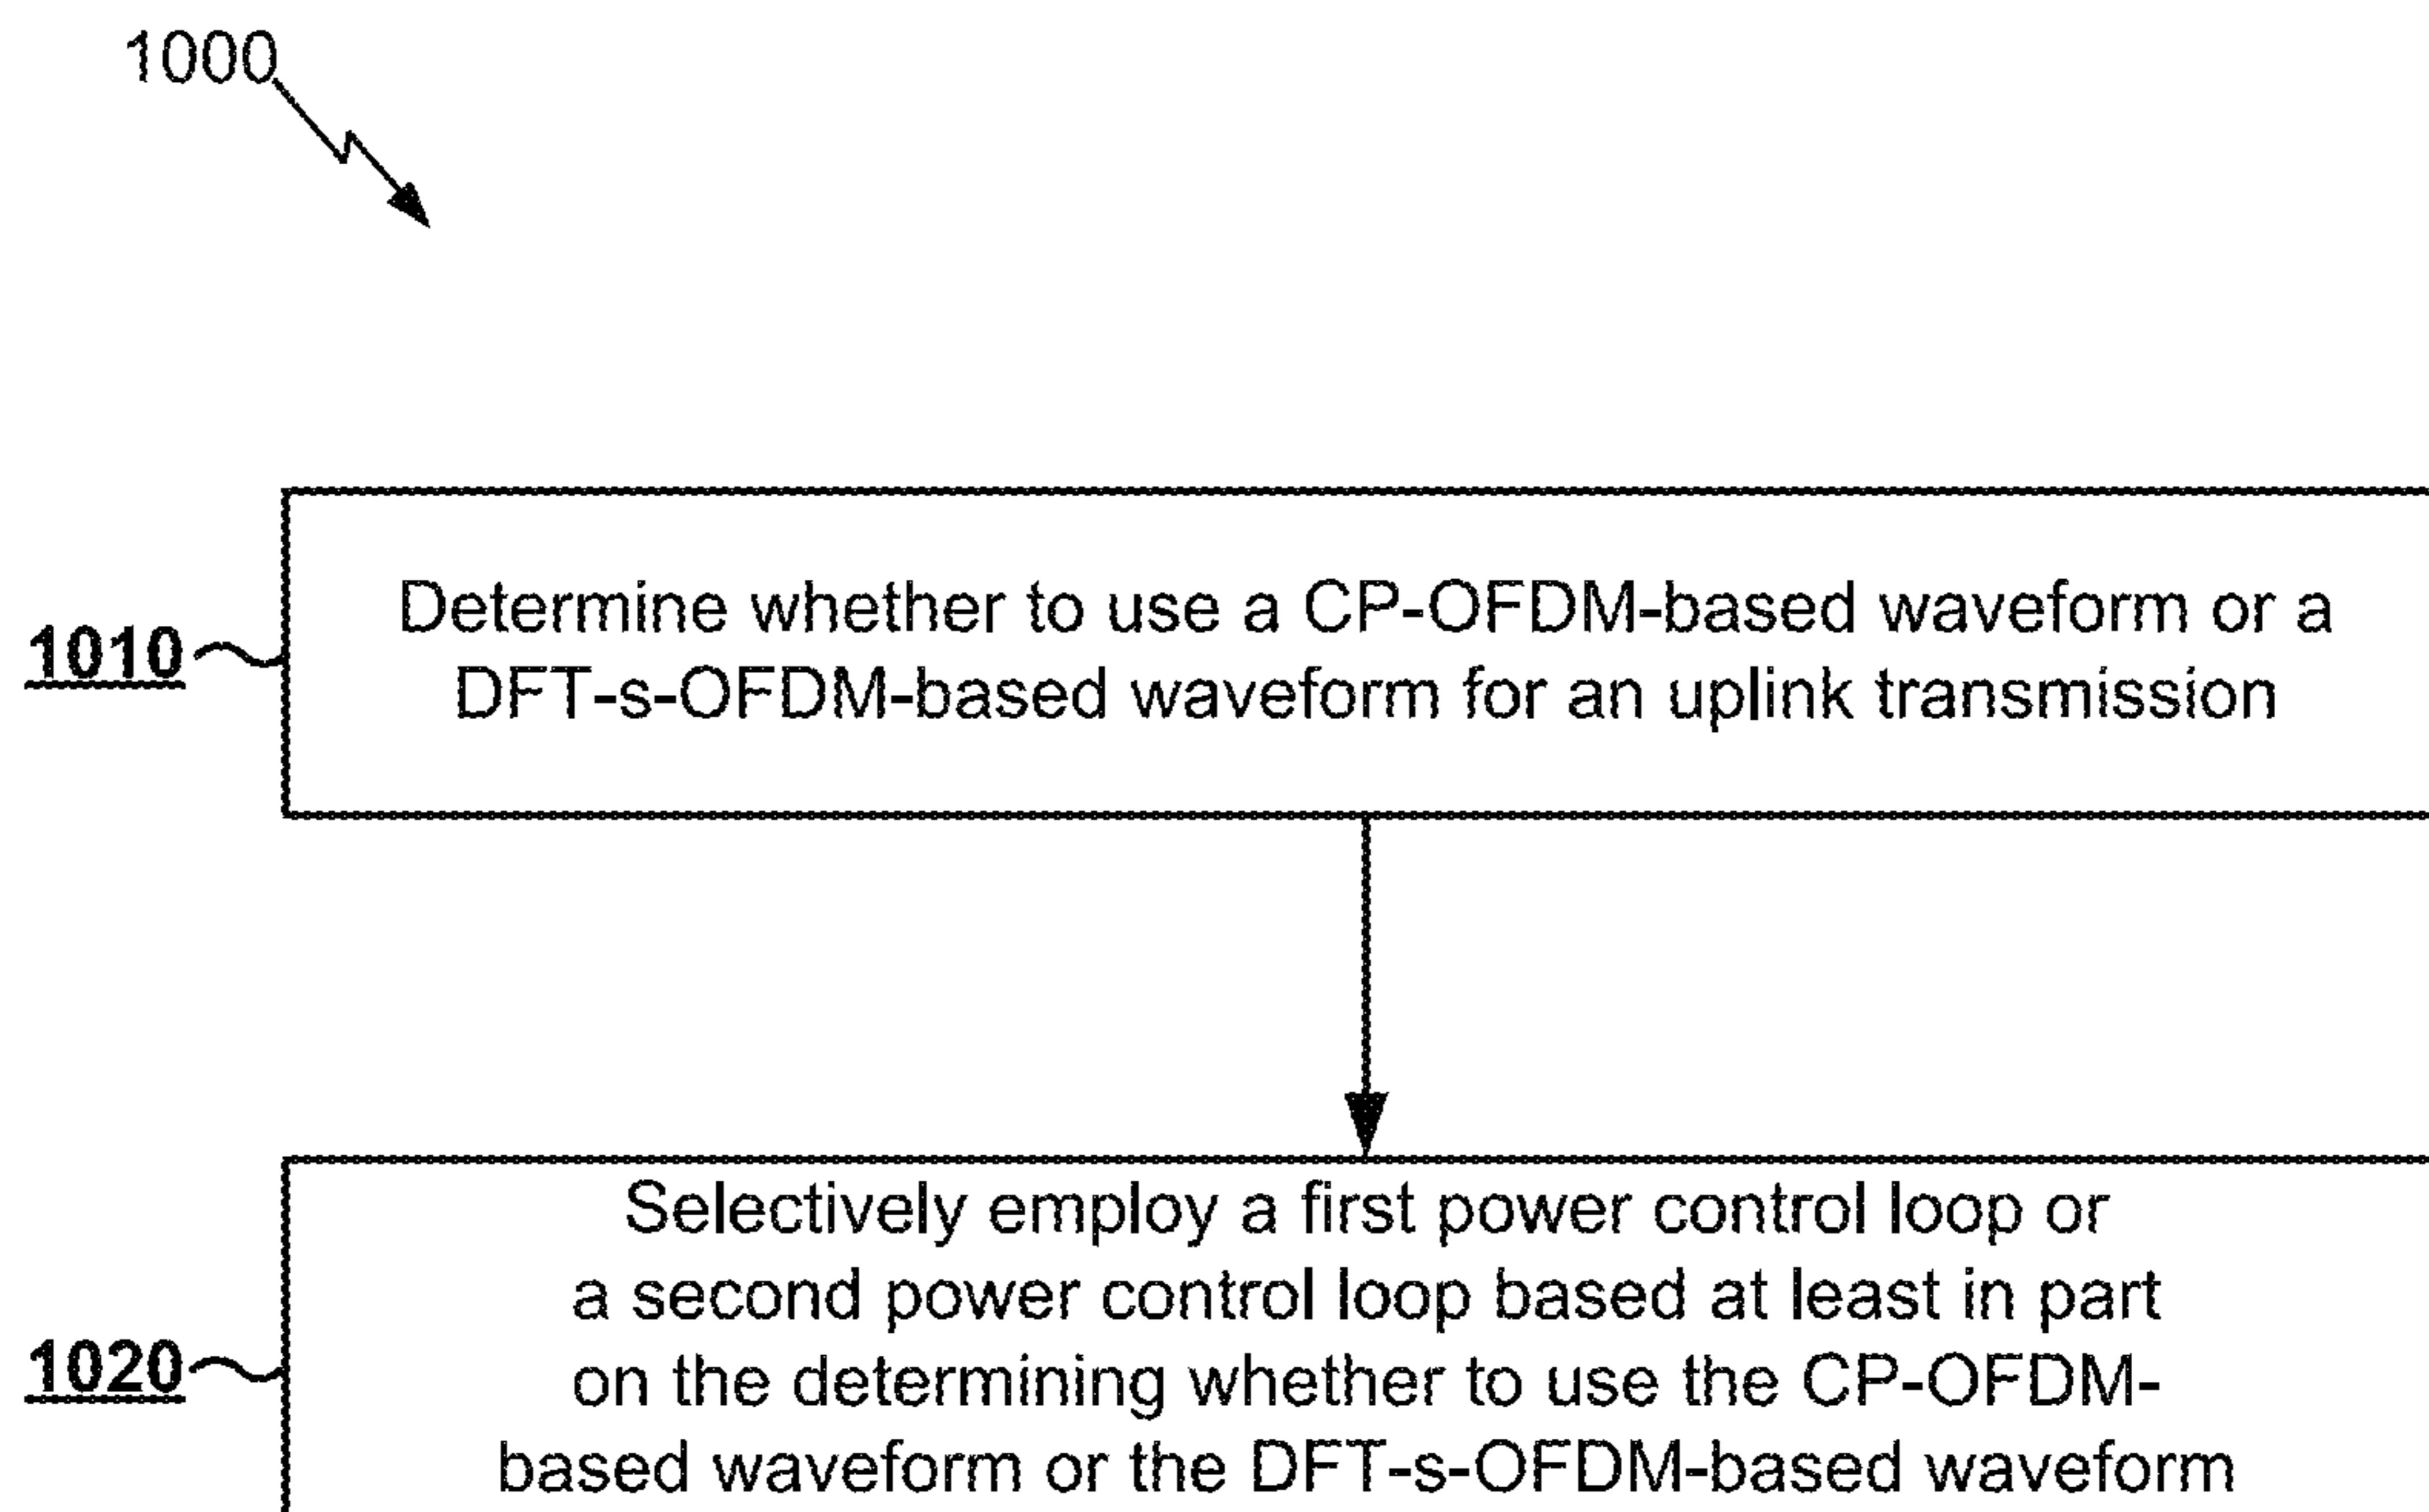 1000
1010
Determine whether to use a CP-OFDM-based waveform or a
DFT-s-OFDM-based waveform for an uplink transmission
1020
Selectively employ a first power control loop or
a second power control loop based at least in part
on the determining whether to use the CP-OFDM-
based waveform or the DFT-s-OFDM-based waveform